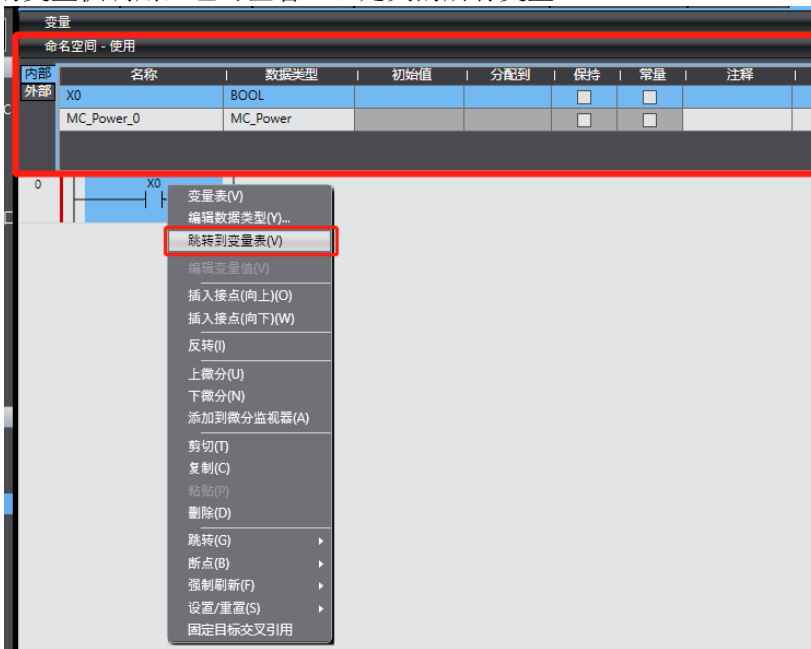 变量
命名空间 - 使用
内部 名称 数据类型 初始值 分配到 保持 常量 注释
外部 X0 BOOL
MC_Power_0 MC_Power
0 X0
变量表(V)
编辑数据类型(Y)...
跳转到变量表(V)
编辑变量值(V)
插入接点(向上)(O)
插入接点(向下)(W)
反转(I)
上微分(U)
下微分(N)
添加到微分监视器(A)
剪切(T)
复制(C)
粘贴(P)
删除(D)
跳转(G)
断点(B)
强制刷新(F)
设置/重置(S)
固定目标交叉引用